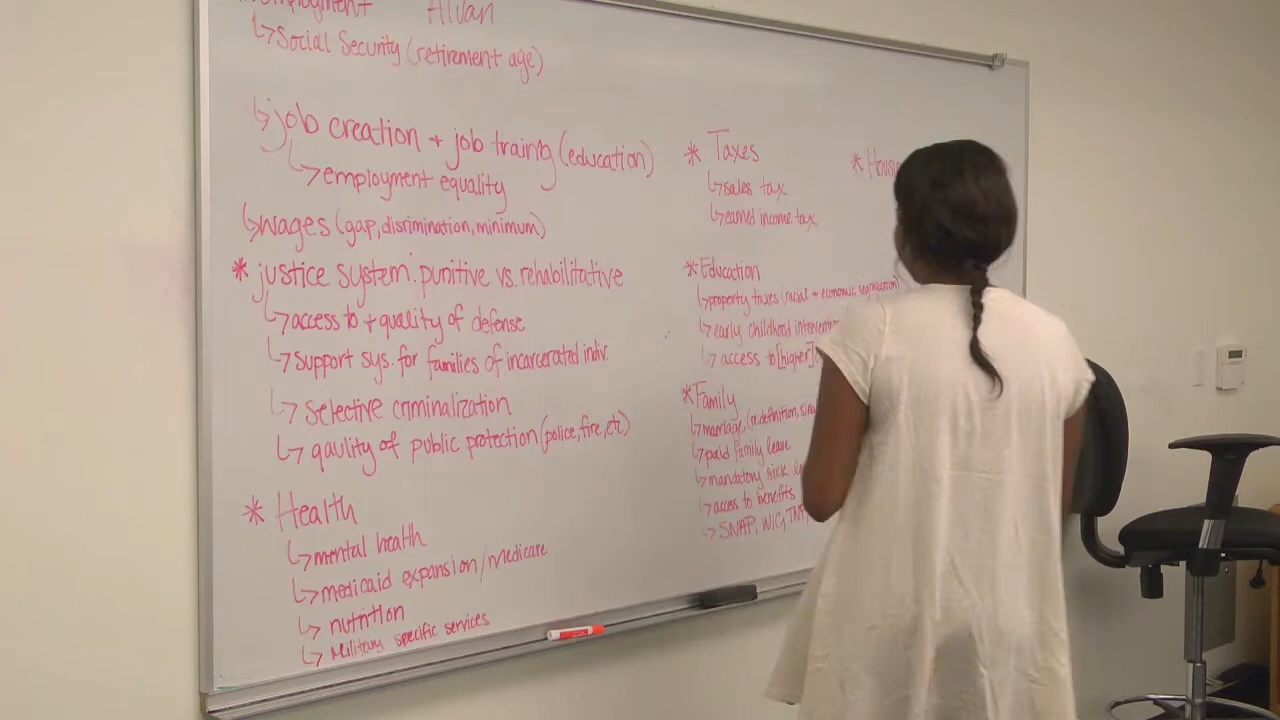 Alvan
↳ Social Security (retirement age)
↳ job creation + job traing (education)
↳ employment equality
↳ wages (gap, discrimination, minimum)
* justice system: punitive vs. rehabilitative
↳ access to + quality of defense
↳ support sys. for families of incarcerated indiv.
↳ selective criminalization
↳ qaulity of public protection (police, fire, etc)
* Health
↳ mental health
↳ medicaid expansion/medicare
↳ nutrition
↳ Military specific services
* Taxes
↳ sales tax
↳ earned income tax
* Education
↳ property taxes (racial + economic segregation)
↳ early childhood
↳ access to [higher]
* Family
↳ marriage (redefinition,
↳ paid family leave
↳ mandatory sick
↳ access to benefits
↳ SNAP, WIC,
*